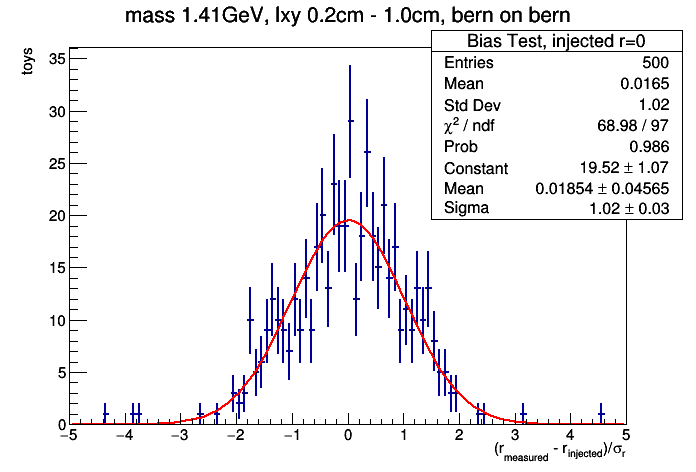 mass 1.41GeV, lxy 0.2cm - 1.0cm, bern on bern
toys
Bias Test, injected r=0
Entries 500
Mean 0.0165
Std Dev 1.02
χ² / ndf 68.98 / 97
Prob 0.986
Constant 19.52 ± 1.07
Mean 0.01854 ± 0.04565
Sigma 1.02 ± 0.03
35
30
25
20
15
10
5
0
−5 −4 −3 −2 −1 0 1 2 3 4 5
(r_measured - r_injected)/σ_r